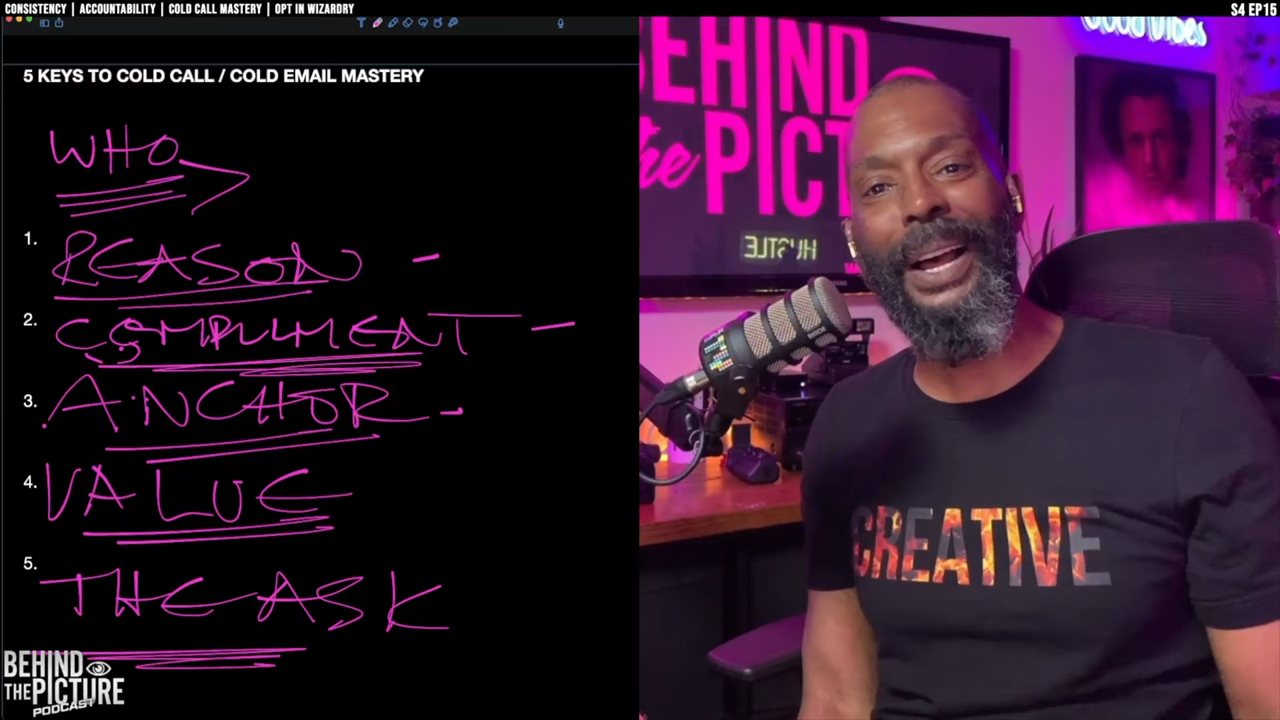 CONSISTENCY | ACCOUNTABILITY | COLD CALL MASTERY | OPT IN WIZARDRY
S4 EP15
5 KEYS TO COLD CALL / COLD EMAIL MASTERY
WHO
1. REASON -
2. COMPLIMENT -
3. ANCHOR -
4. VALUE
5. THE ASK
BEHIND
THE PICTURE
PODCAST
BEHIND
the PICT
HUSTLE
Good Vibes
CREATIVE